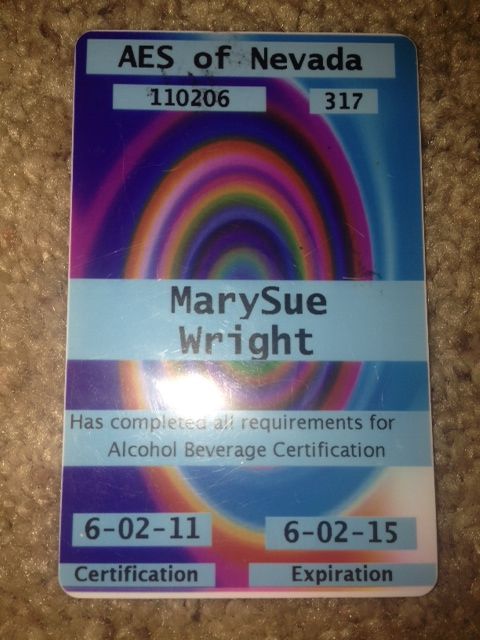 AES of Nevada
110206 317
MarySue
Wright
Has completed all requirements for
Alcohol Beverage Certification
6-02-11 6-02-15
Certification Expiration